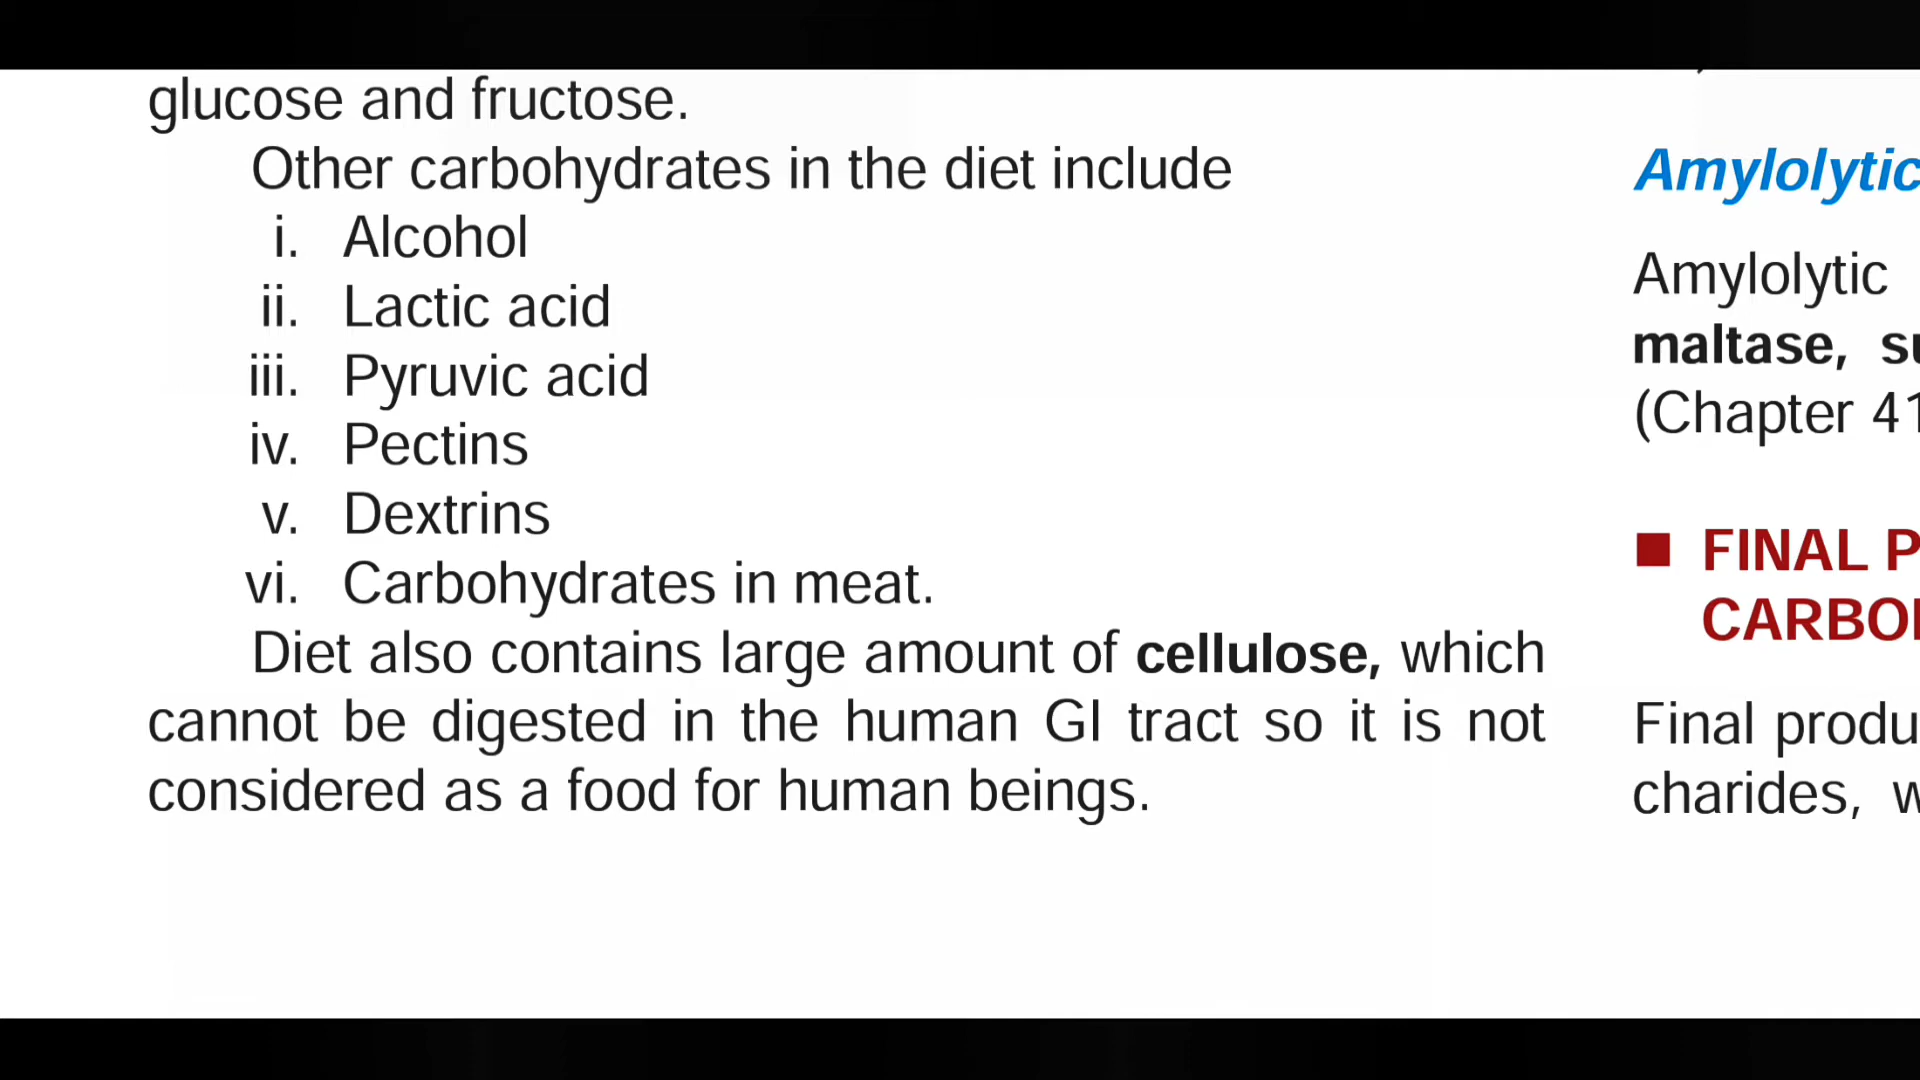 glucose and fructose.
Other carbohydrates in the diet include
i. Alcohol
ii. Lactic acid
iii. Pyruvic acid
iv. Pectins
v. Dextrins
vi. Carbohydrates in meat.
Diet also contains large amount of cellulose, which
cannot be digested in the human GI tract so it is not
considered as a food for human beings.
Amylolytic
Amylolytic
maltase,
(Chapter 41
FINAL
Final
charides,